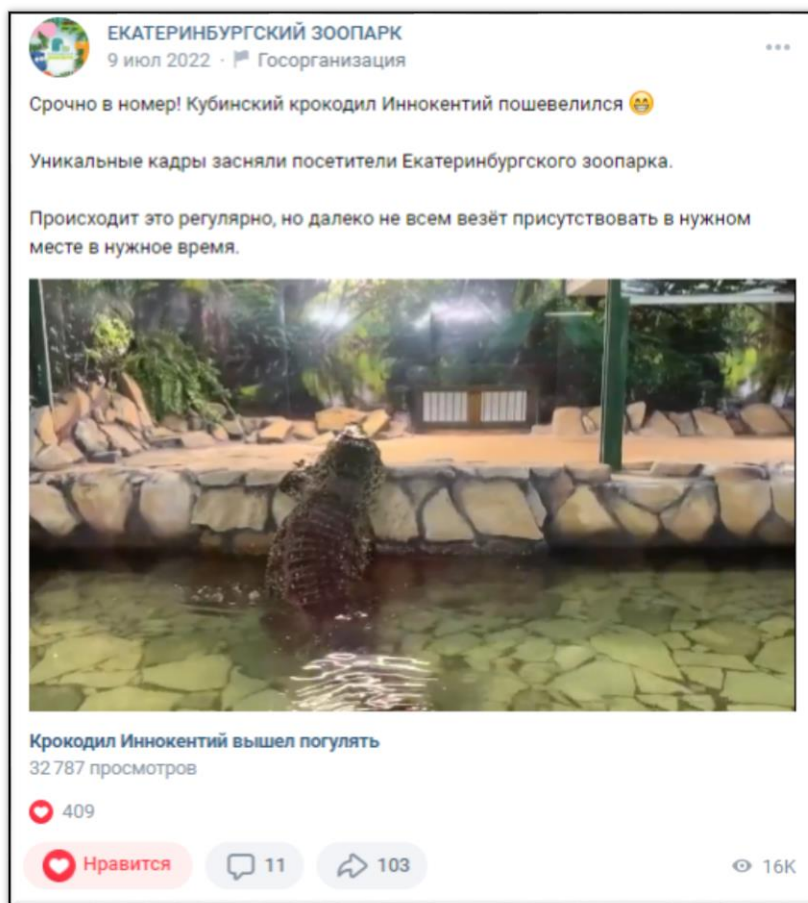 ЕКАТЕРИНБУРГСКИЙ ЗООПАРК
9 июл 2022 · Госорганизация
Срочно в номер! Кубинский крокодил Иннокентий пошевелился 😁
Уникальные кадры засняли посетители Екатеринбургского зоопарка.
Происходит это регулярно, но далеко не всем везёт присутствовать в нужном
месте в нужное время.
Крокодил Иннокентий вышел погулять
32 787 просмотров
409
Нравится 11 103 16K